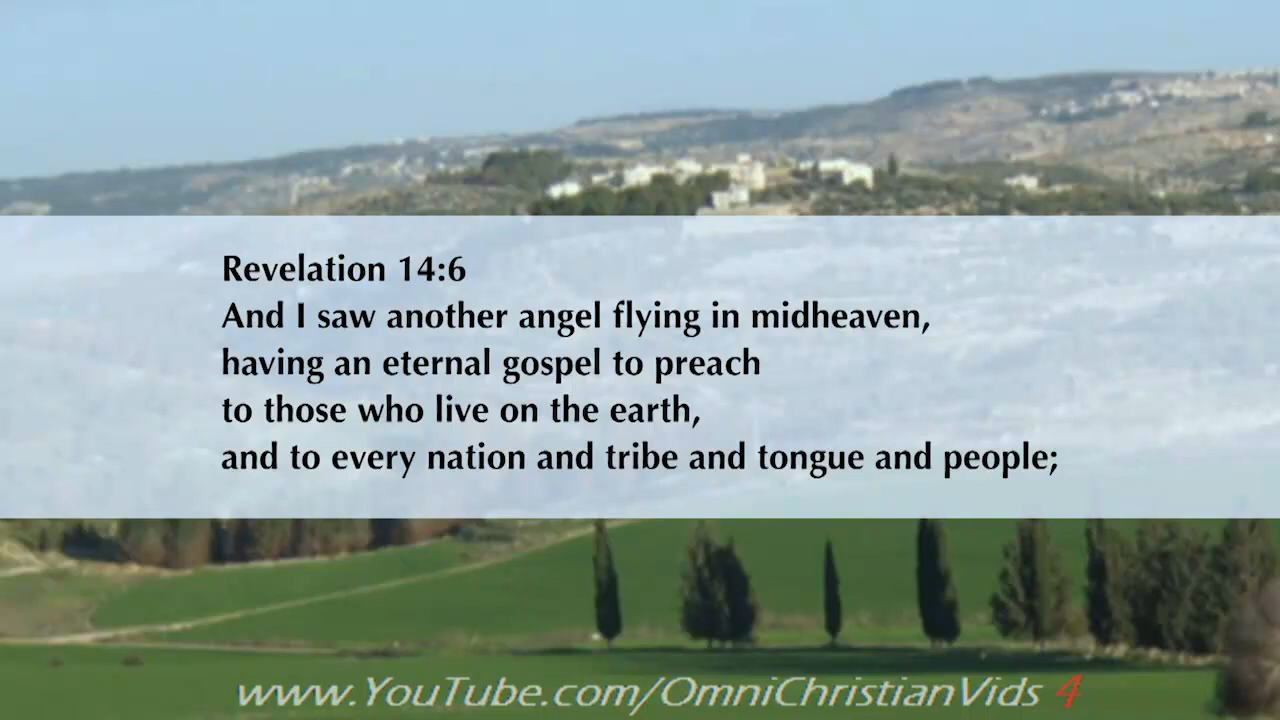 Revelation 14:6
And I saw another angel flying in midheaven,
having an eternal gospel to preach
to those who live on the earth,
and to every nation and tribe and tongue and people;
www.YouTube.com/OmniChristianVids 4